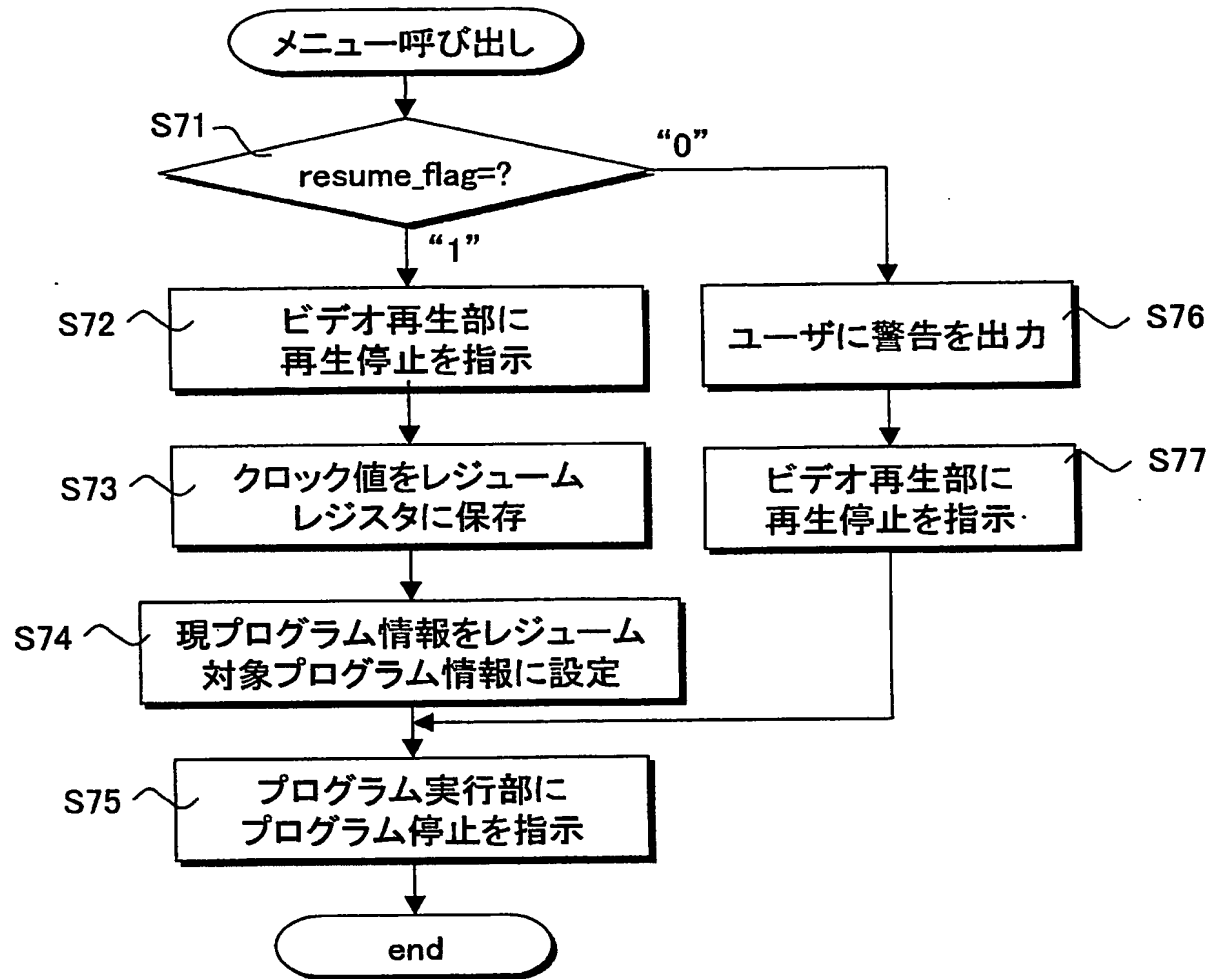 メニュー呼び出し
S71
resume_flag=?
“0”
“1”
S72
ビデオ再生部に
再生停止を指示
S76
ユーザに警告を出力
S73
クロック値をレジューム
レジスタに保存
S77
ビデオ再生部に
再生停止を指示
S74
現プログラム情報をレジューム
対象プログラム情報に設定
S75
プログラム実行部に
プログラム停止を指示
end